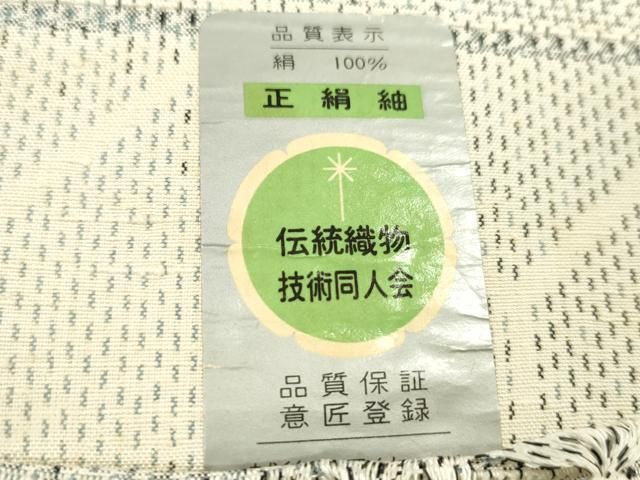 品質表示
絹 100%
正絹紬
伝統織物
技術同人会
品質保証
意匠登録